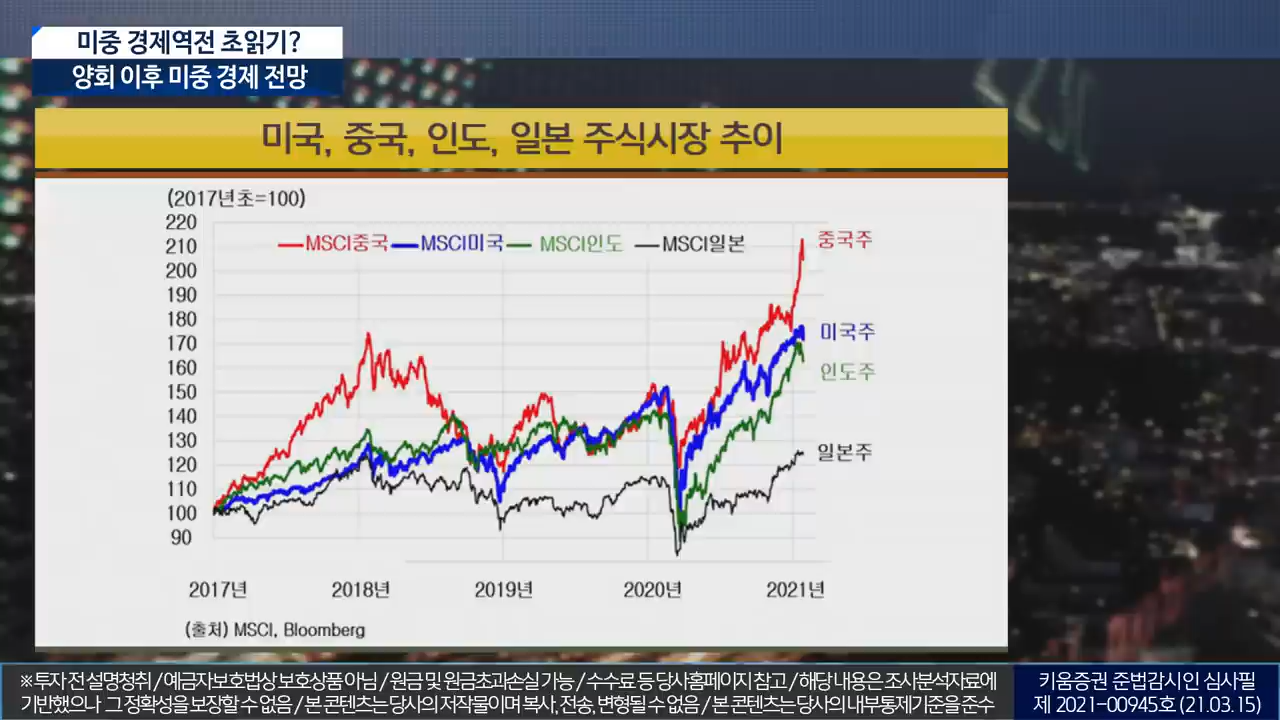 미중 경제역전 초읽기?
양회 이후 미중 경제 전망
미국, 중국, 인도, 일본 주식시장 추이
(2017년초=100)
220
210
200
190
180
170
160
150
140
130
120
110
100
90
MSCI중국 MSCI미국 MSCI인도 MSCI일본
중국주
미국주
인도주
일본주
2017년 2018년 2019년 2020년 2021년
(출처) MSCI, Bloomberg
※ 투자 전 설명청취 / 예금자보호법상 보호상품 아님 / 원금 및 원금초과손실 가능 / 수수료 등 당사홈페이지 참고 / 해당 내용은 조사분석자료에
기반했으나 그 정확성을 보장할 수 없음 / 본 콘텐츠는 당사의 저작물이며 복사, 전송, 변형될 수 없음 / 본 콘텐츠는 당사의 내부통제기준을 준수
키움증권 준법감시인 심사필
제 2021-00945호 (21.03.15)